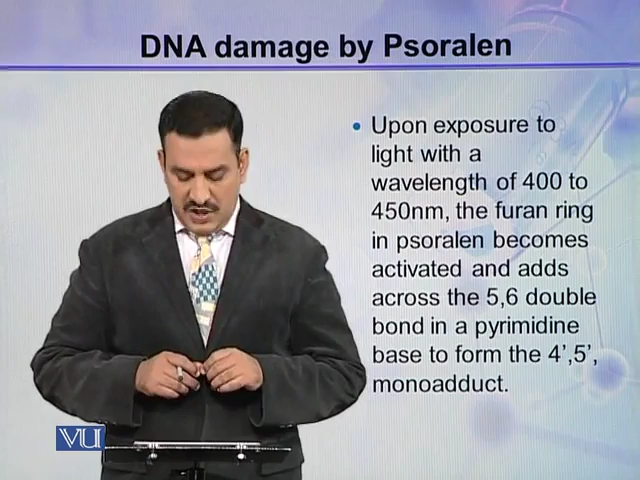 DNA damage by Psoralen
Upon exposure to
light with a
wavelength of 400 to
450nm, the furan ring
in psoralen becomes
activated and adds
across the 5,6 double
bond in a pyrimidine
base to form the 4’,5’,
monoadduct.
VU